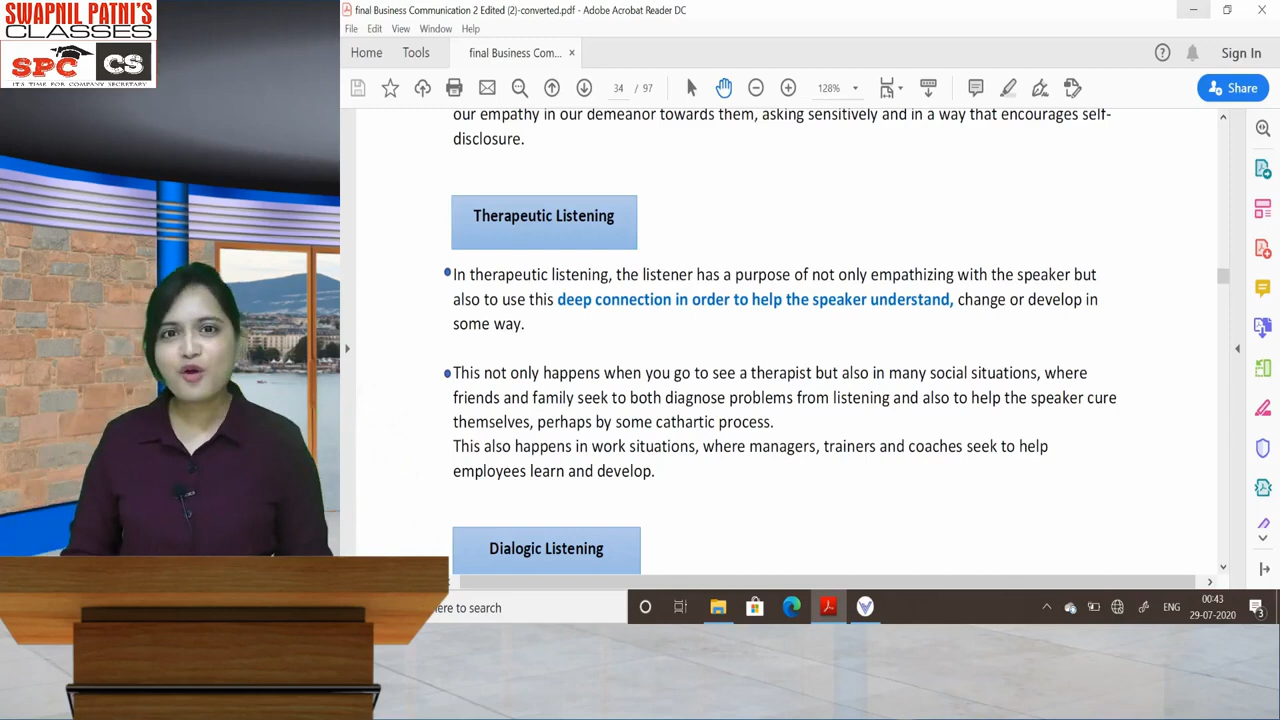 SWAPNIL PATNI'S
CLASSES
SPC CS
IT'S TIME FOR COMPANY SECRETARY
final Business Communication 2 Edited (2)-converted.pdf - Adobe Acrobat Reader DC
File Edit View Window Help
Home Tools final Business Com... × Sign In
34 / 97 128% Share
our empathy in our demeanor towards them, asking sensitively and in a way that encourages self-
disclosure.
Therapeutic Listening
In therapeutic listening, the listener has a purpose of not only empathizing with the speaker but
also to use this deep connection in order to help the speaker understand, change or develop in
some way.
This not only happens when you go to see a therapist but also in many social situations, where
friends and family seek to both diagnose problems from listening and also to help the speaker cure
themselves, perhaps by some cathartic process.
This also happens in work situations, where managers, trainers and coaches seek to help
employees learn and develop.
Dialogic Listening
ere to search
ENG
00:43
29-07-2020
3